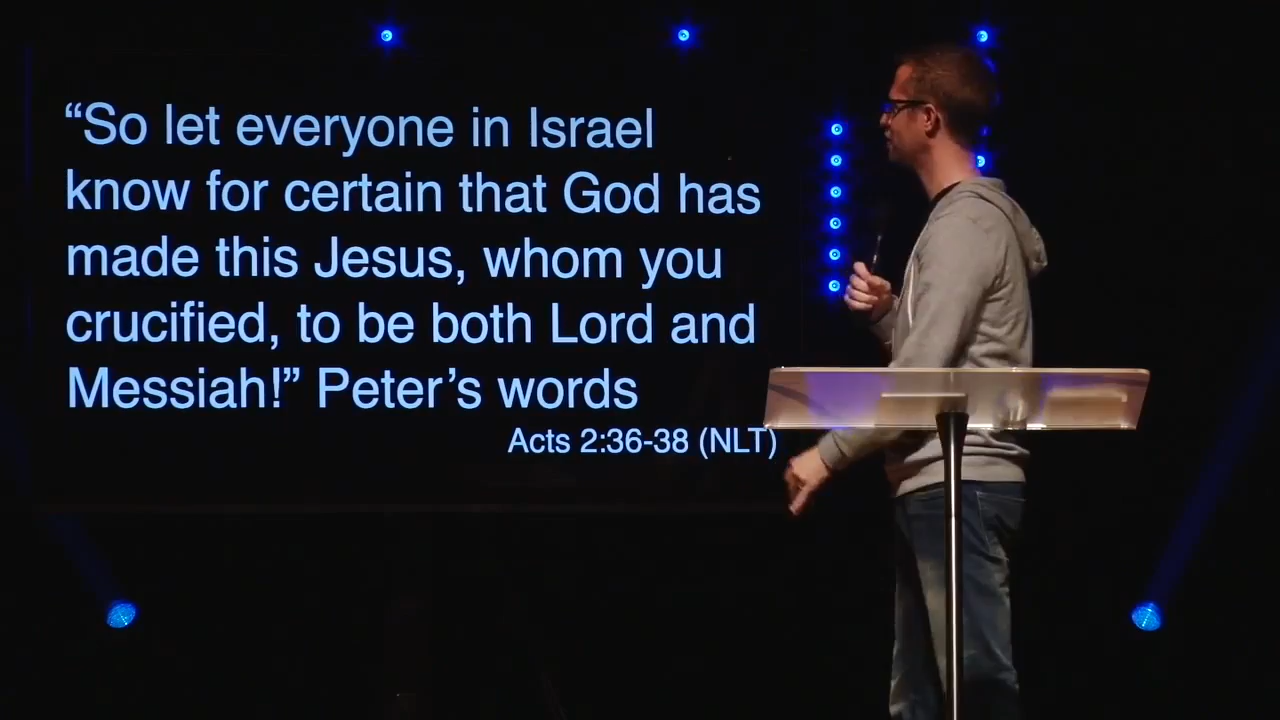 “So let everyone in Israel
know for certain that God has
made this Jesus, whom you
crucified, to be both Lord and
Messiah!” Peter’s words
Acts 2:36-38 (NLT)